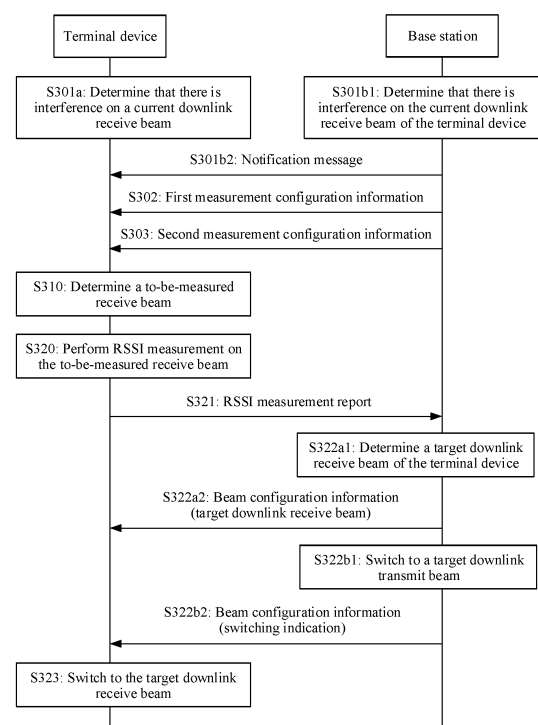 Terminal device
Base station
S301a: Determine that there is
interference on a current downlink
receive beam
S301b1: Determine that there is
interference on the current downlink
receive beam of the terminal device
S301b2: Notification message
S302: First measurement configuration information
S303: Second measurement configuration information
S310: Determine a to-be-measured
receive beam
S320: Perform RSSI measurement on
the to-be-measured receive beam
S321: RSSI measurement report
S322a1: Determine a target downlink
receive beam of the terminal device
S322a2: Beam configuration information
(target downlink receive beam)
S322b1: Switch to a target downlink
transmit beam
S322b2: Beam configuration information
(switching indication)
S323: Switch to the target downlink
receive beam